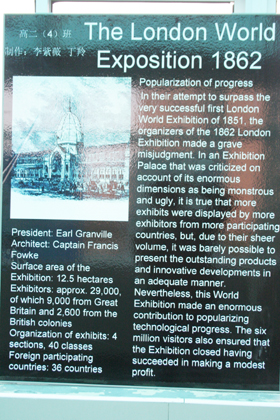 高二（4）班
制作：李紫薇 丁羚
The London World
Exposition 1862
Popularization of progress
In their attempt to surpass the
very successful first London
World Exhibition of 1851, the
organizers of the 1862 London
Exhibition made a grave
misjudgment. In an Exhibition
Palace that was criticized on
account of its enormous
dimensions as being monstrous
and ugly, it is true that more
exhibits were displayed by more
exhibitors from more participating
countries, but, due to their sheer
volume, it was barely possible to
present the outstanding products
and innovative developments in
an adequate manner.
Nevertheless, this World
Exhibition made an enormous
contribution to popularizing
technological progress. The six
million visitors also ensured that
the Exhibition closed having
succeeded in making a modest
profit.
President: Earl Granville
Architect: Captain Francis
Fowke
Surface area of the
Exhibition: 12.5 hectares
Exhibitors: approx. 29,000,
of which 9,000 from Great
Britain and 2,600 from the
British colonies
Organization of exhibits: 4
sections, 40 classes
Foreign participating
countries: 36 countries